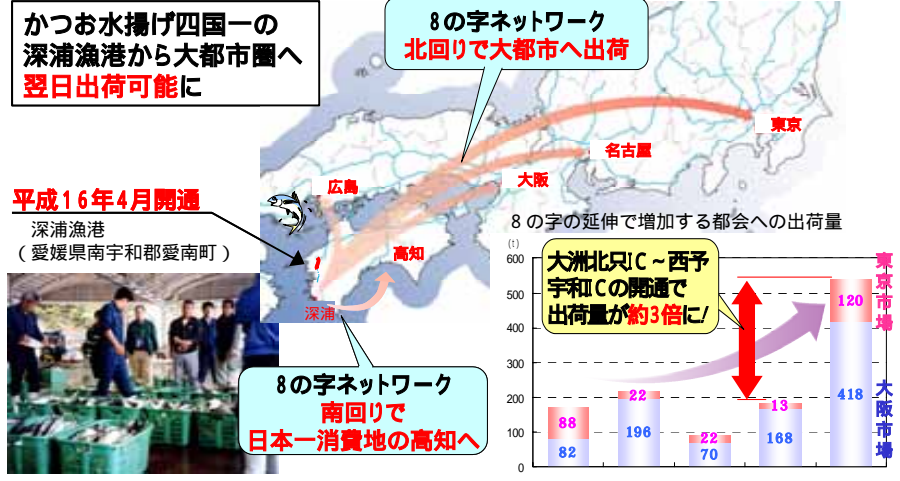 かつお水揚げ四国一の
深浦漁港から大都市圏へ
翌日出荷可能に
8の字ネットワーク
北回りで大都市へ出荷
東京
名古屋
大阪
広島
高知
深浦
平成16年4月開通
深浦漁港
（愛媛県南宇和郡愛南町）
8の字ネットワーク
南回りで
日本一消費地の高知へ
8の字の延伸で増加する都会への出荷量
(t)
600
500
400
300
200
100
0
大洲北只IC～西予
宇和ICの開通で
出荷量が約3倍に!
88
82
22
196
22
70
13
168
120
418
東京市場
大阪市場